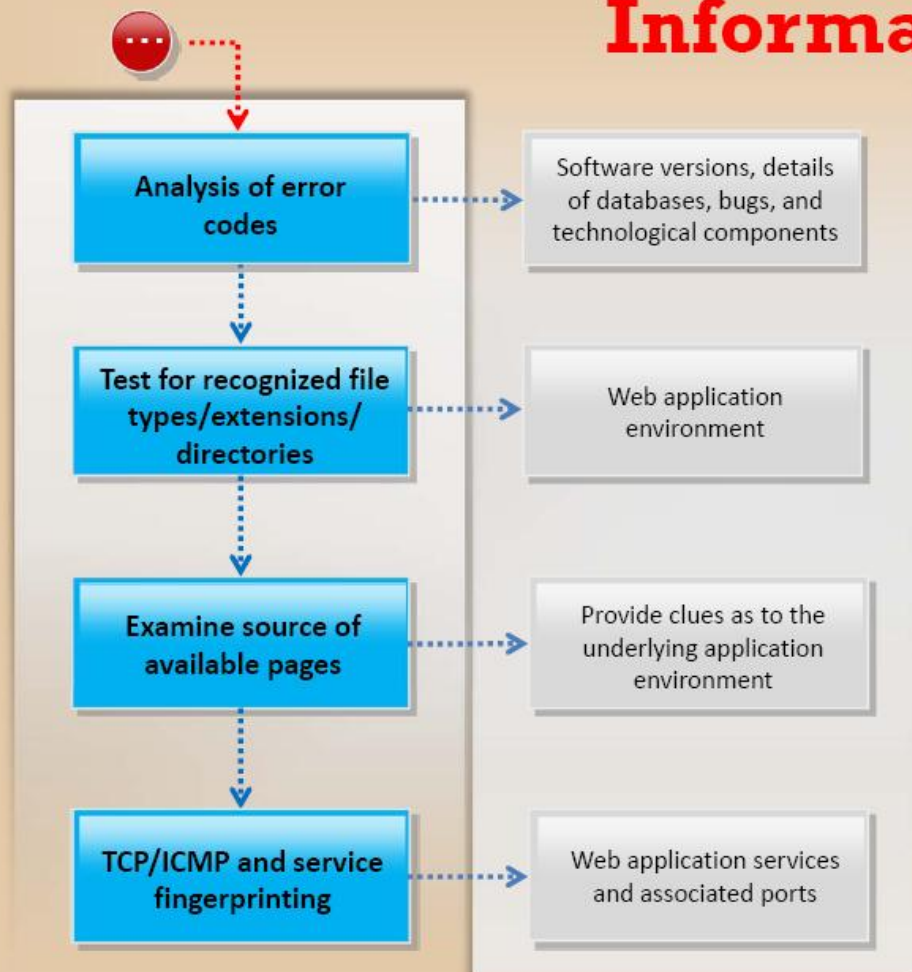 Informa
Analysis of error
codes
Software versions, details
of databases, bugs, and
technological components
Test for recognized file
types/extensions/
directories
Web application
environment
Examine source of
available pages
Provide clues as to the
underlying application
environment
TCP/ICMP and service
fingerprinting
Web application services
and associated ports